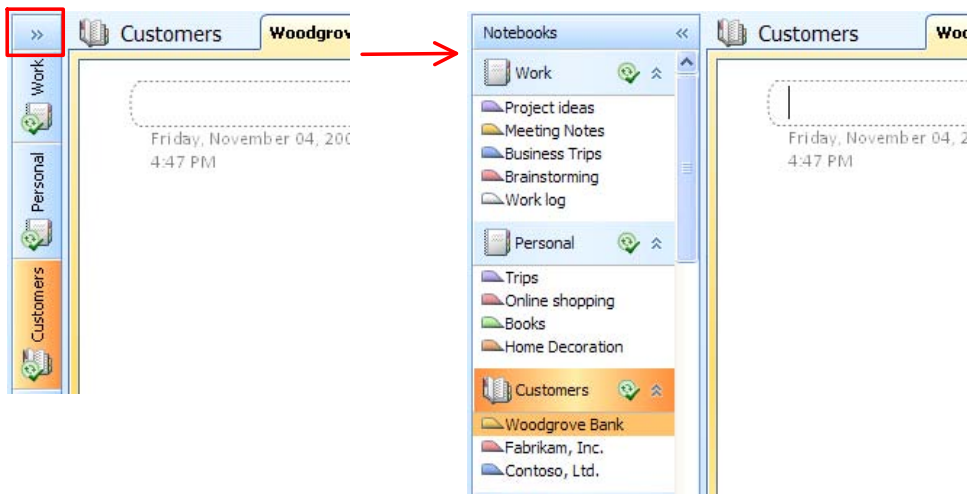 »
Customers
Woodgrov
Work
Friday, November 04, 200
4:47 PM
Personal
Customers
Notebooks «
Customers
Woo
Work
Project ideas
Meeting Notes
Business Trips
Brainstorming
Work log
Personal
Trips
Online shopping
Books
Home Decoration
Customers
Woodgrove Bank
Fabrikam, Inc.
Contoso, Ltd.
Friday, November 04, 2
4:47 PM